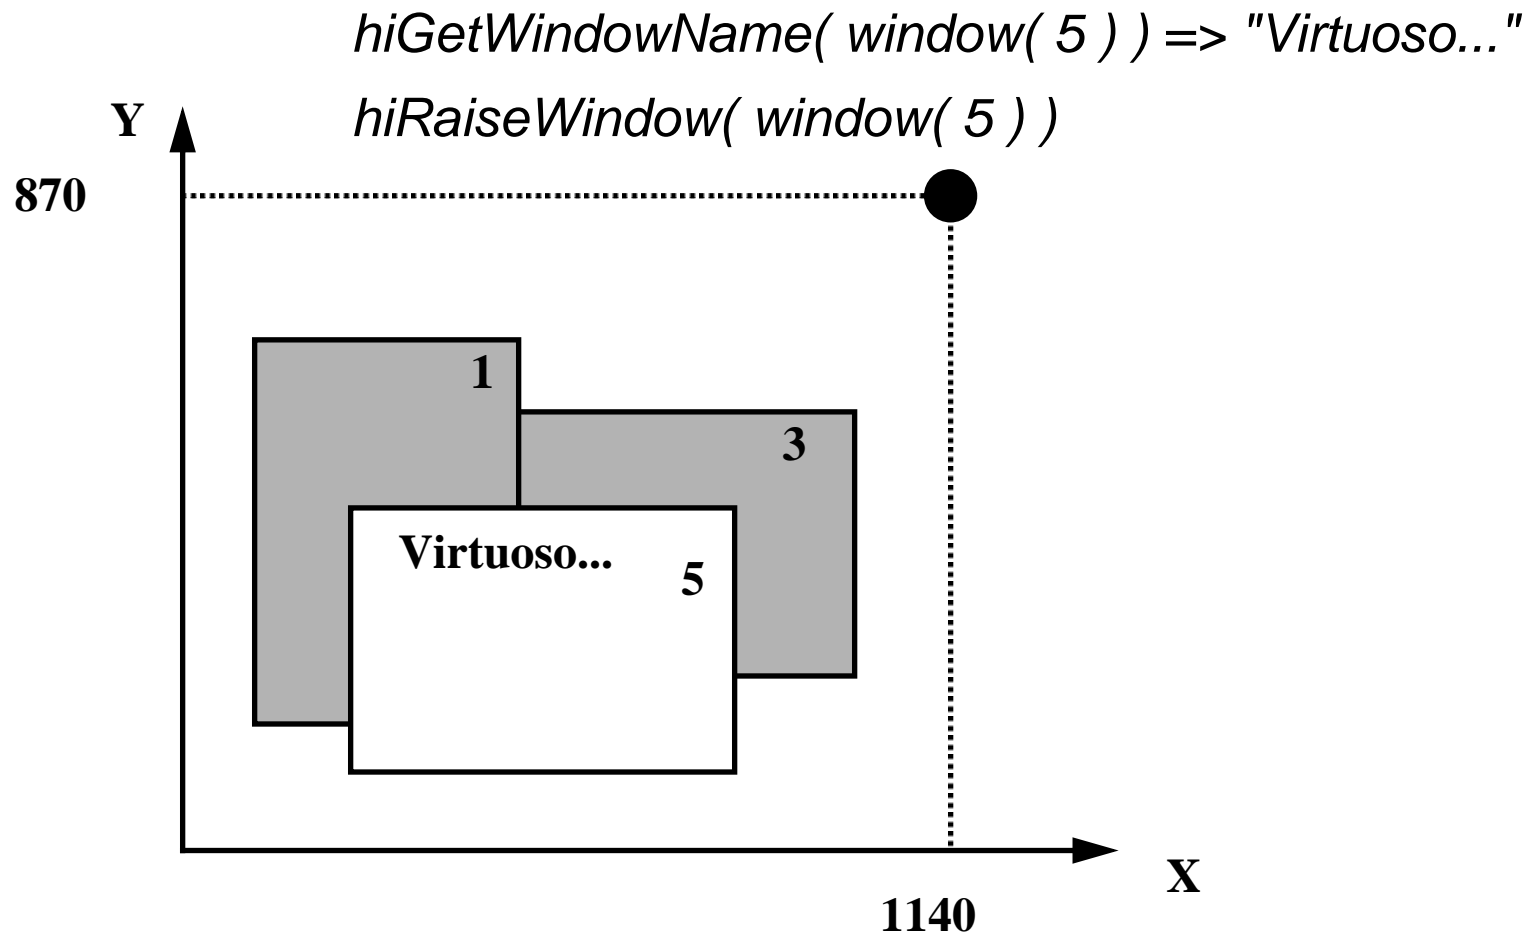 hiGetWindowName( window( 5 ) ) => "Virtuoso..."
hiRaiseWindow( window( 5 ) )
Y
870
1
3
Virtuoso...
5
X
1140